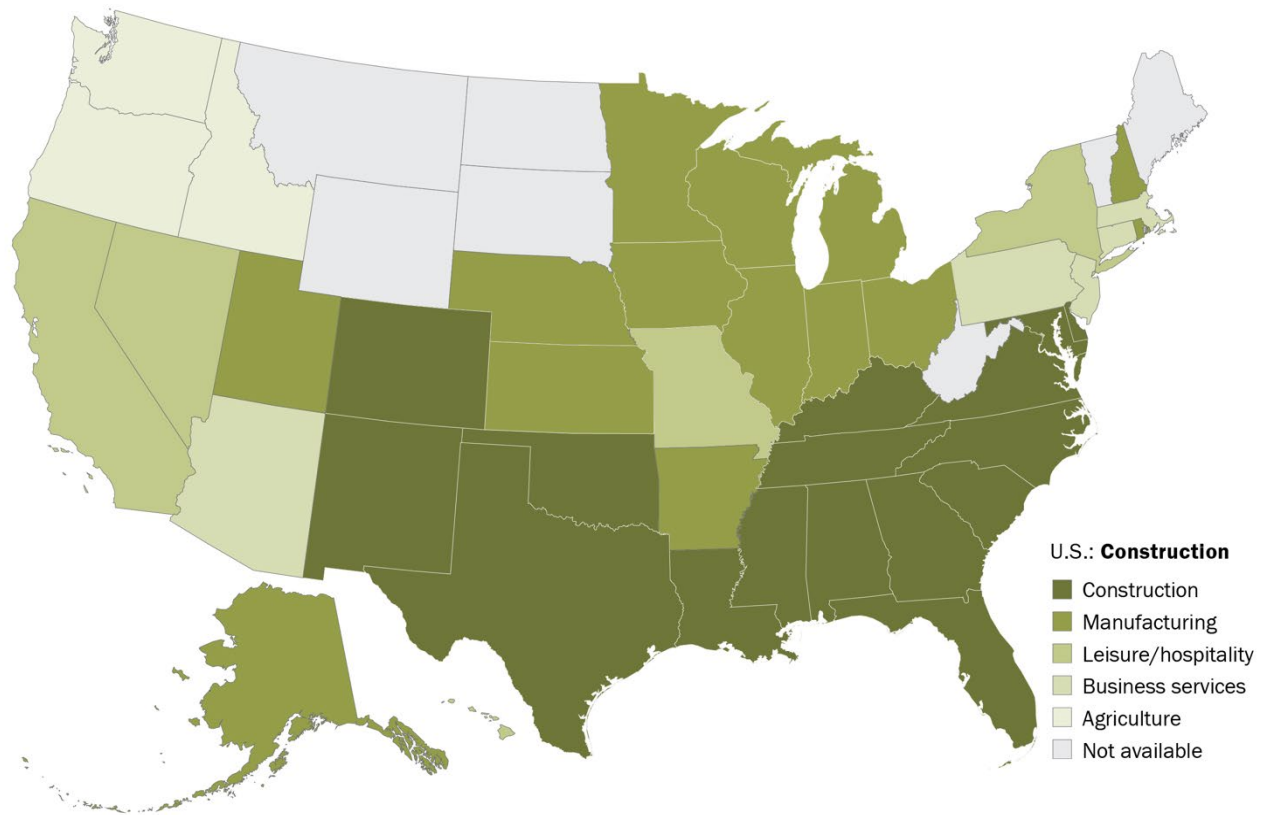 U.S.: Construction
Construction
Manufacturing
Leisure/hospitality
Business services
Agriculture
Not available